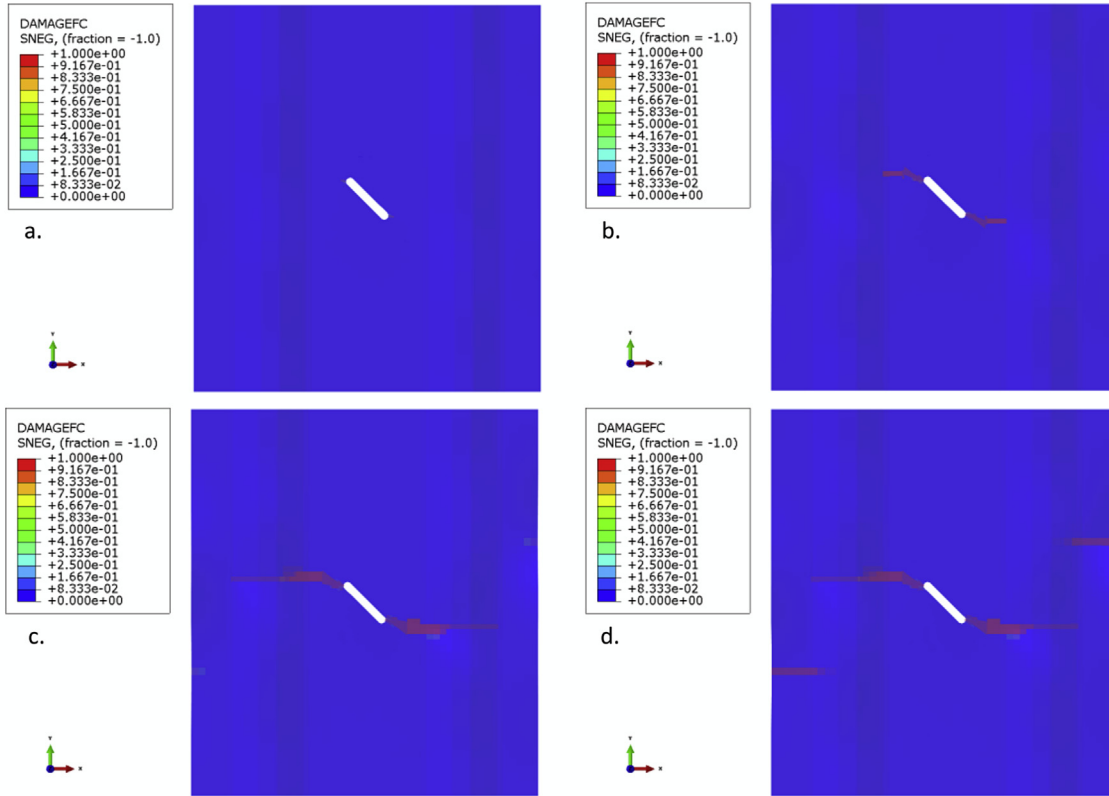 DAMAGEFC
SNEG, (fraction = -1.0)
+1.000e+00
+9.167e-01
+8.333e-01
+7.500e-01
+6.667e-01
+5.833e-01
+5.000e-01
+4.167e-01
+3.333e-01
+2.500e-01
+1.667e-01
+8.333e-02
+0.000e+00
a.
Y
X
DAMAGEFC
SNEG, (fraction = -1.0)
+1.000e+00
+9.167e-01
+8.333e-01
+7.500e-01
+6.667e-01
+5.833e-01
+5.000e-01
+4.167e-01
+3.333e-01
+2.500e-01
+1.667e-01
+8.333e-02
+0.000e+00
b.
Y
X
DAMAGEFC
SNEG, (fraction = -1.0)
+1.000e+00
+9.167e-01
+8.333e-01
+7.500e-01
+6.667e-01
+5.833e-01
+5.000e-01
+4.167e-01
+3.333e-01
+2.500e-01
+1.667e-01
+8.333e-02
+0.000e+00
c.
Y
X
DAMAGEFC
SNEG, (fraction = -1.0)
+1.000e+00
+9.167e-01
+8.333e-01
+7.500e-01
+6.667e-01
+5.833e-01
+5.000e-01
+4.167e-01
+3.333e-01
+2.500e-01
+1.667e-01
+8.333e-02
+0.000e+00
d.
Y
X